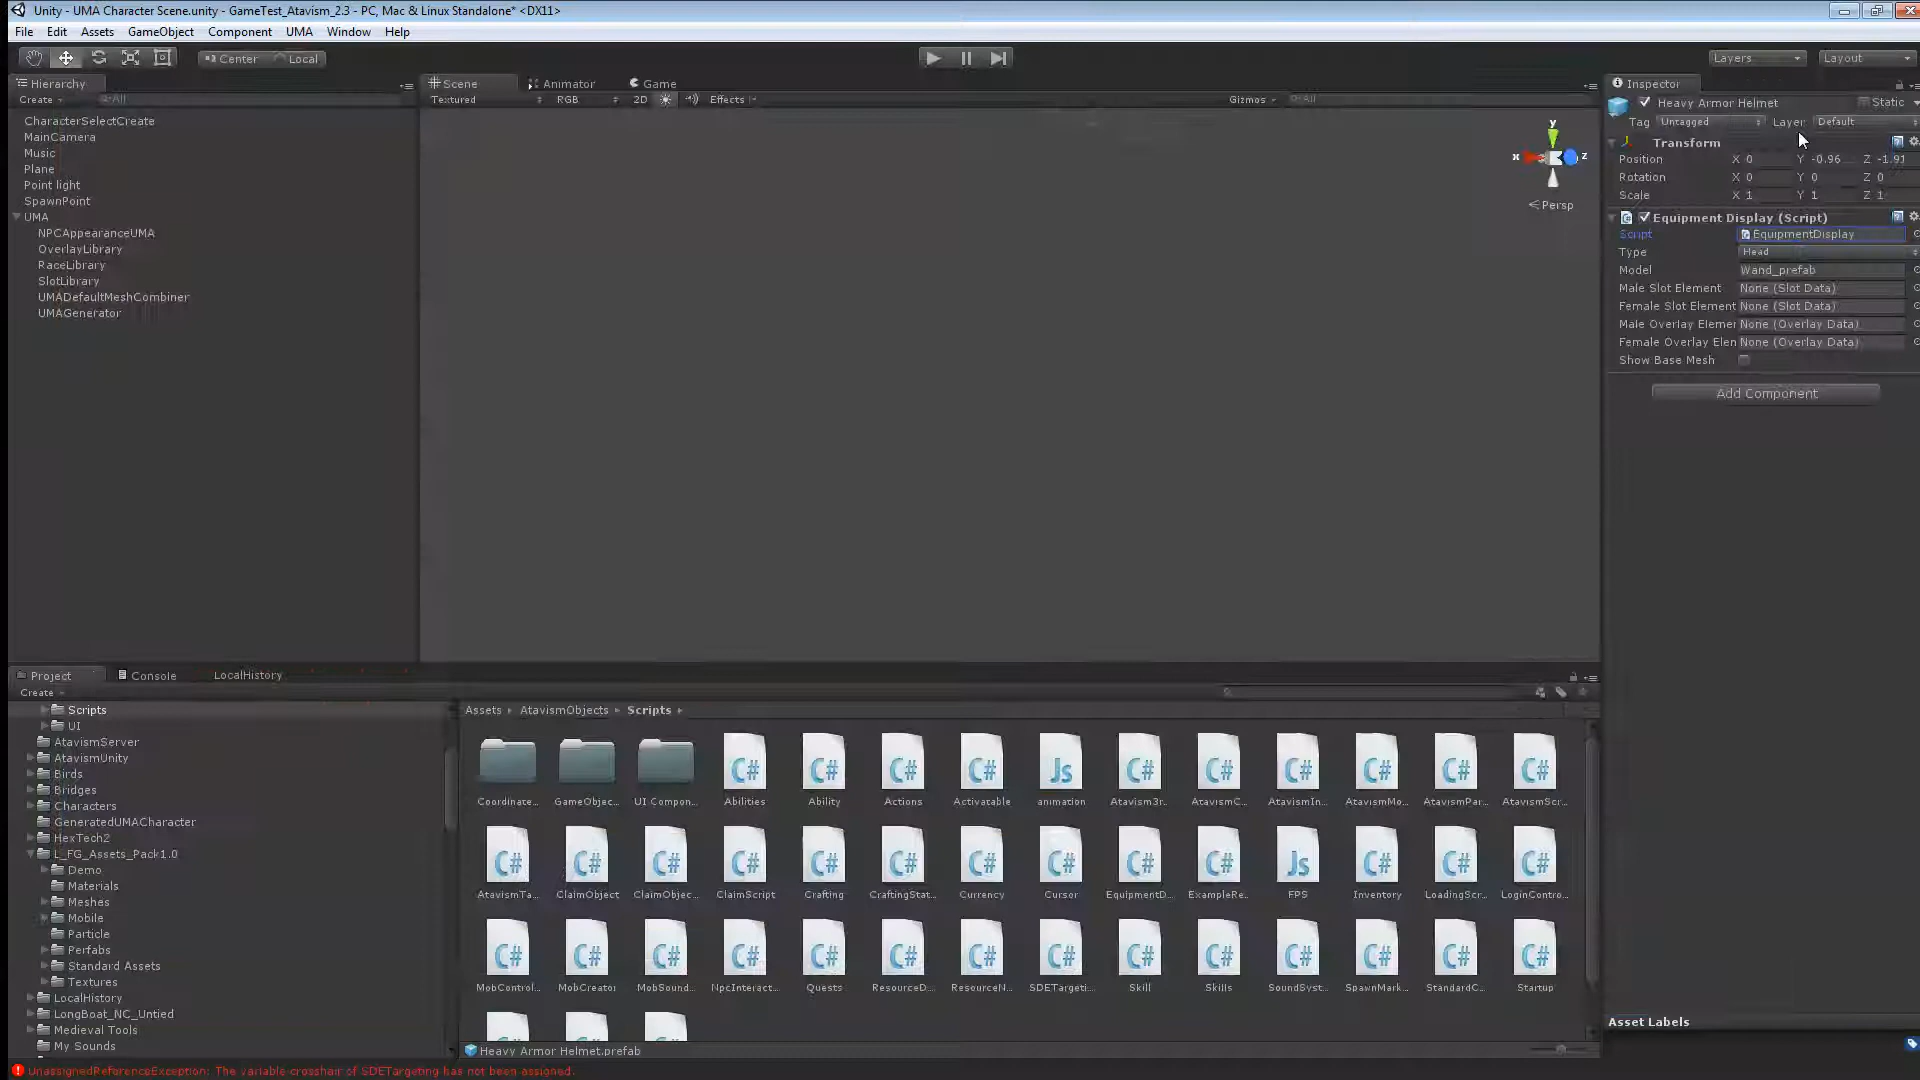 Unity - UMA Character Scene.unity - GameTest_Atavism_2.3 - PC, Mac & Linux Standalone* <DX11>
File Edit Assets GameObject Component UMA Window Help
Center Local
Layers Layout
Hierarchy
Create All
CharacterSelectCreate
MainCamera
Music
Plane
Point light
SpawnPoint
UMA
NPCAppearanceUMA
OverlayLibrary
RaceLibrary
SlotLibrary
UMADefaultMeshCombiner
UMAGenerator
Scene Animator Game
Textured RGB 2D Effects Gizmos All
y
x z
Persp
Inspector
Heavy Armor Helmet Static
Tag Untagged Layer Default
Transform
Position X 0 Y -0.96 Z -1.91
Rotation X 0 Y 0 Z 0
Scale X 1 Y 1 Z 1
Equipment Display (Script)
Script EquipmentDisplay
Type Head
Model Wand_prefab
Male Slot Element None (Slot Data)
Female Slot Element None (Slot Data)
Male Overlay Elemer None (Overlay Data)
Female Overlay Elen None (Overlay Data)
Show Base Mesh
Add Component
Asset Labels
Project Console LocalHistory
Create
Scripts
UI
AtavismServer
AtavismUnity
Birds
Bridges
Characters
GeneratedUMACharacter
HexTech2
L_FG_Assets_Pack1.0
Demo
Materials
Meshes
Mobile
Particle
Perfabs
Standard Assets
Textures
LocalHistory
LongBoat_NC_Untied
Medieval Tools
My Sounds
Assets AtavismObjects Scripts
C# C# C# Js C# C# C# C# C# C#
Coordinate... GameObjec... UI Compon... Abilities Ability Actions Activatable animation Atavism3r... AtavismC... AtavismIn... AtavismMo... AtavismPar... AtavismScr...
C# C# C# C# C# C# C# C# C# C# Js C# C# C#
AtavismTa... ClaimObject ClaimObjec... ClaimScript Crafting CraftingStat... Currency Cursor EquipmentD... ExampleRe... FPS Inventory LoadingScr... LoginContro...
C# C# C# C# C# C# C# C# C# C# C# C# C# C#
MobControl... MobCreator MobSound... NpcInteract... Quests ResourceD... ResourceN... SDETargeti... Skill Skills SoundSyst... SpawnMark... StandardC... Startup
Heavy Armor Helmet.prefab
UnassignedReferenceException: The variable crosshair of SDETargeting has not been assigned.